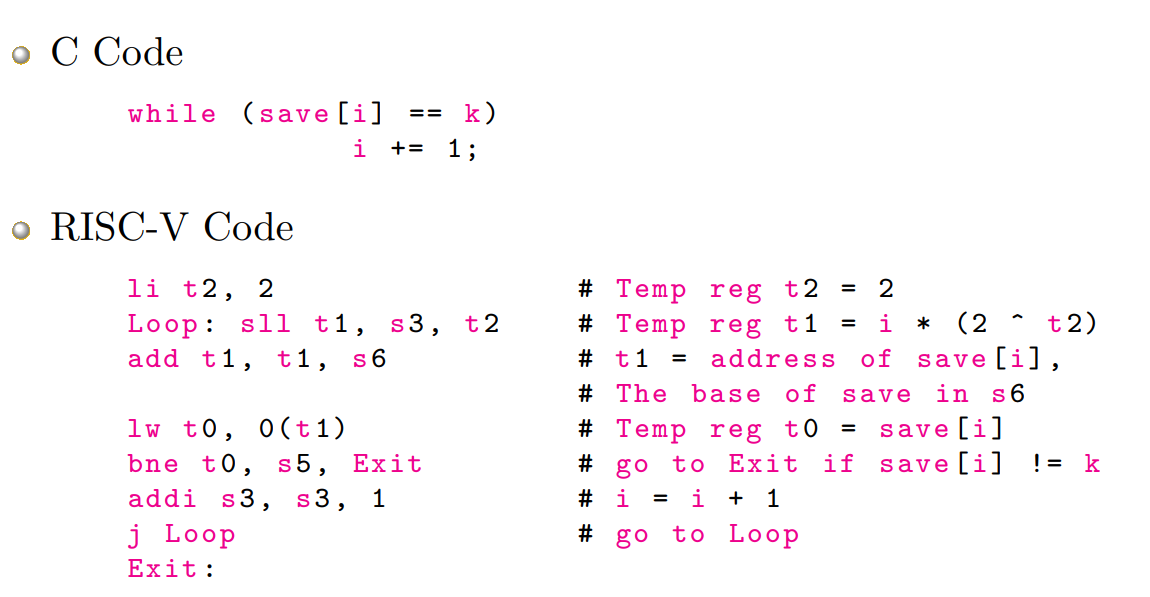 C Code
while (save[i] == k)
i += 1;
RISC-V Code
li t2, 2 # Temp reg t2 = 2
Loop: sll t1, s3, t2 # Temp reg t1 = i * (2 ^ t2)
add t1, t1, s6 # t1 = address of save[i],
# The base of save in s6
lw t0, 0(t1) # Temp reg t0 = save[i]
bne t0, s5, Exit # go to Exit if save[i] != k
addi s3, s3, 1 # i = i + 1
j Loop # go to Loop
Exit: